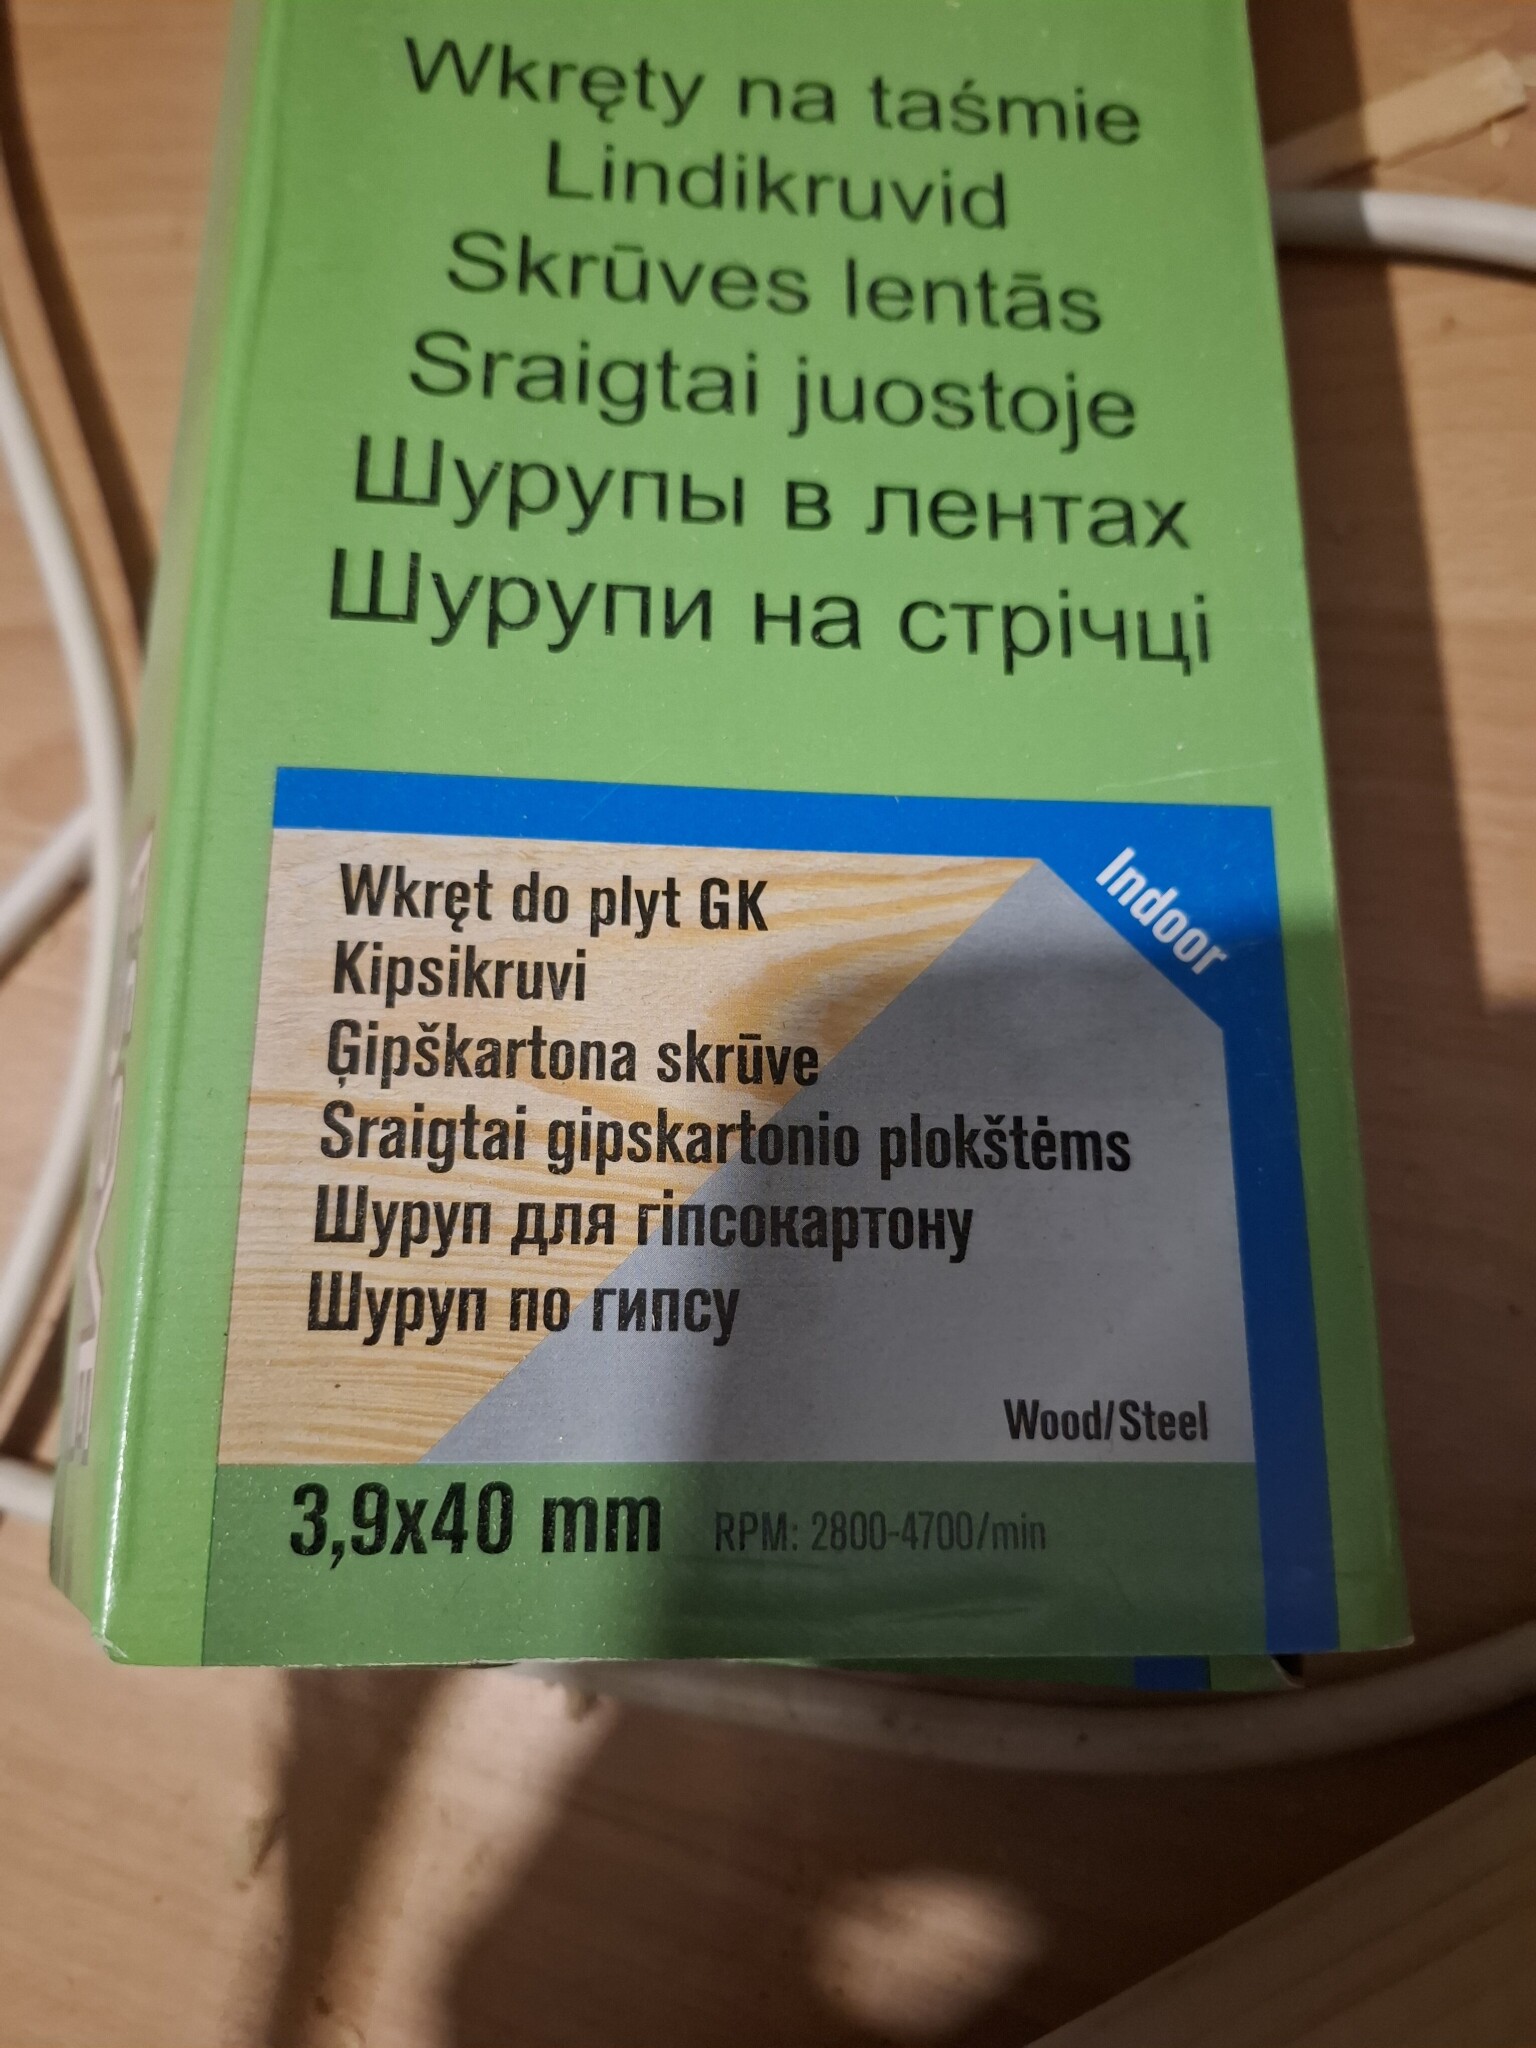 Wkręty na taśmie
Lindikruvid
Skrūves lentās
Sraigtai juostoje
Шурупы в лентах
Шурупи на стрічці
Indoor
Wkręt do płyt GK
Kipsikruvi
Ģipškartona skrūve
Sraigtai gipskartonio plokštėms
Шуруп для гіпсокартону
Шуруп по гипсу
Wood/Steel
3,9x40 mm RPM: 2800-4700/min